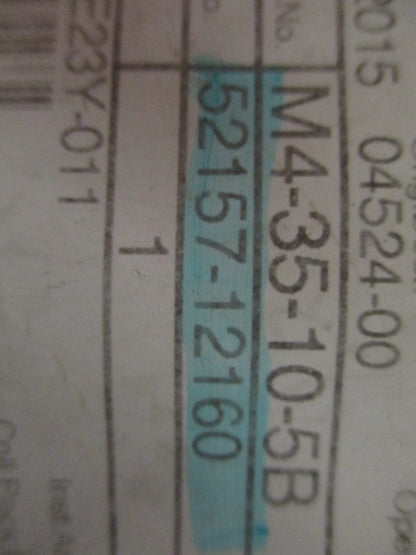 2015 04524-00
No. M4-35-10-5B
o. 52157-12160
1
E23Y-011